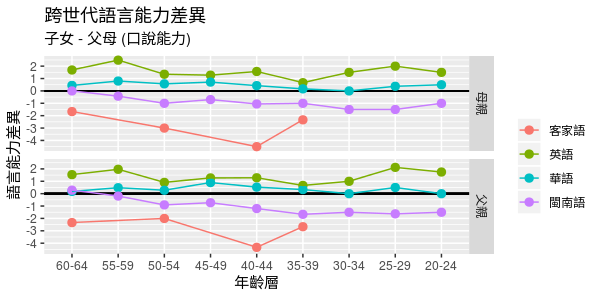 跨世代語言能力差異
子女 - 父母 (口說能力)
語言能力差異
2
1
0
-1
-2
-3
-4
母親
2
1
0
-1
-2
-3
-4
父親
60-64 55-59 50-54 45-49 40-44 35-39 30-34 25-29 20-24
年齡層
客家語
英語
華語
閩南語